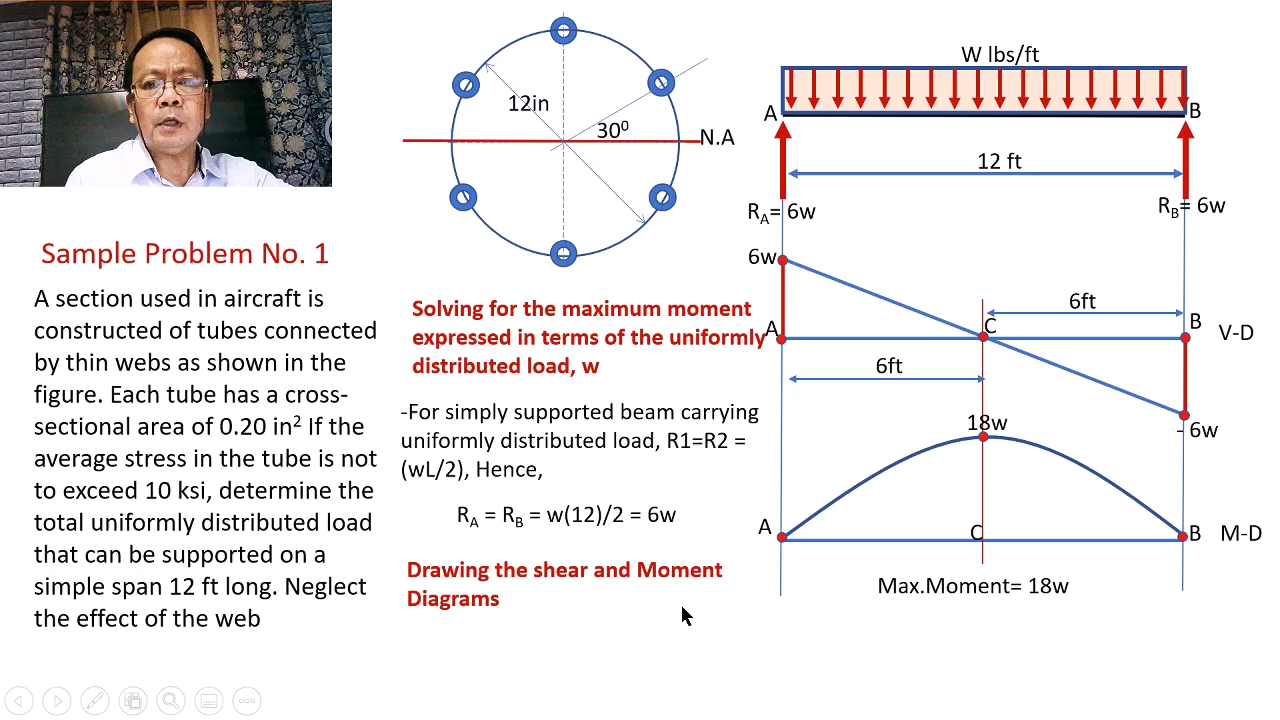 Sample Problem No. 1
A section used in aircraft is
constructed of tubes connected
by thin webs as shown in the
figure. Each tube has a cross-
sectional area of 0.20 in² If the
average stress in the tube is not
to exceed 10 ksi, determine the
total uniformly distributed load
that can be supported on a
simple span 12 ft long. Neglect
the effect of the web
12in
30⁰
N.A
Solving for the maximum moment
expressed in terms of the uniformly
distributed load, w
-For simply supported beam carrying
uniformly distributed load, R1=R2 =
(wL/2), Hence,
R_A = R_B = w(12)/2 = 6w
Drawing the shear and Moment
Diagrams
W lbs/ft
A
B
12 ft
R_A= 6w
R_B= 6w
6w
6ft
A
C
B
V-D
6ft
18w
- 6w
A
C
B
M-D
Max.Moment= 18w